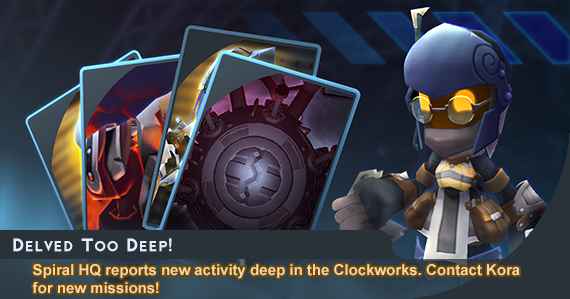 Delved Too Deep!
Spiral HQ reports new activity deep in the Clockworks. Contact Kora
for new missions!